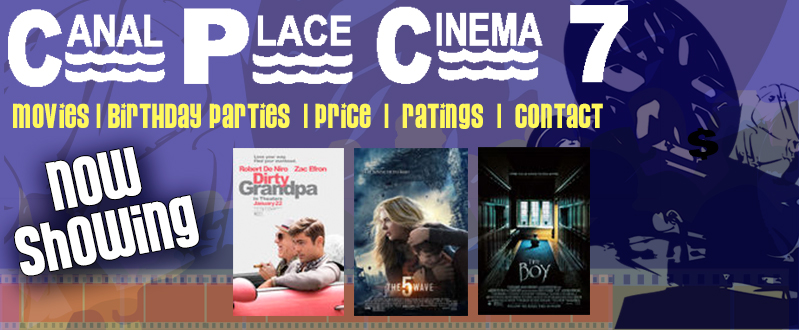 CANAL PLACE CINEMA 7
movies | Birthday parties | price | ratings | contact
now
showing
Robert De Niro Zac Efron
Dirty
Grandpa
In Theaters
January 22
THE 5TH WAVE
THE
BOY
$